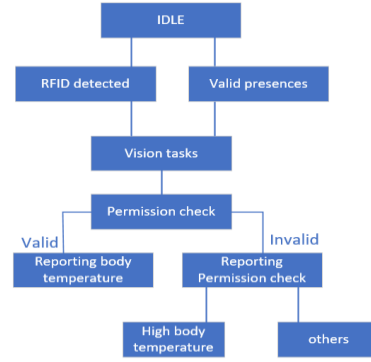 IDLE
RFID detected
Valid presences
Vision tasks
Permission check
Valid
Invalid
Reporting body
temperature
Reporting
Permission check
High body
temperature
others